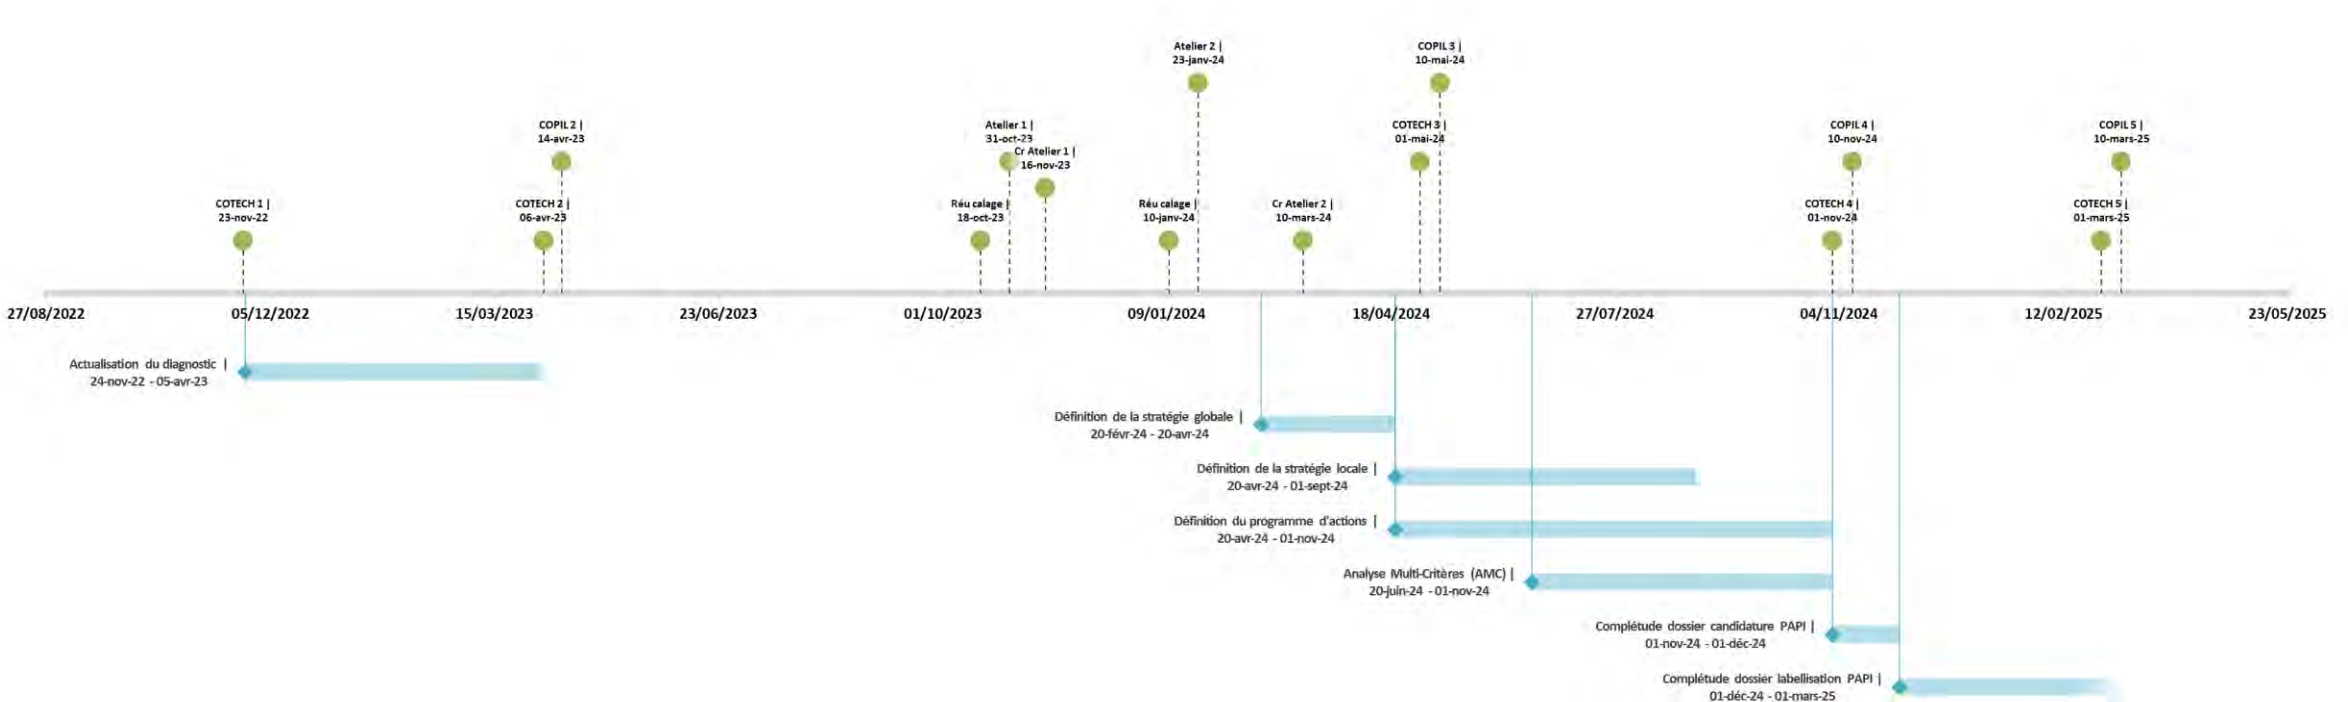 Atelier 2 |
23-janv-24
COPIL 3 |
10-mai-24
COPIL 2 |
14-avr-23
Atelier 1 |
31-oct-23
Cr Atelier 1 |
16-nov-23
COTECH 3 |
01-mai-24
COPIL 4 |
10-nov-24
COPIL 5 |
10-mars-25
COTECH 1 |
23-nov-22
COTECH 2 |
06-avr-23
Réu calage |
18-oct-23
Réu calage |
10-janv-24
Cr Atelier 2 |
10-mars-24
COTECH 4 |
01-nov-24
COTECH 5 |
01-mars-25
27/08/2022
05/12/2022
15/03/2023
23/06/2023
01/10/2023
09/01/2024
18/04/2024
27/07/2024
04/11/2024
12/02/2025
23/05/2025
Actualisation du diagnostic |
24-nov-22 - 05-avr-23
Définition de la stratégie globale |
20-févr-24 - 20-avr-24
Définition de la stratégie locale |
20-avr-24 - 01-sept-24
Définition du programme d'actions |
20-avr-24 - 01-nov-24
Analyse Multi-Critères (AMC) |
20-juin-24 - 01-nov-24
Complétude dossier candidature PAPI |
01-nov-24 - 01-déc-24
Complétude dossier labellisation PAPI |
01-déc-24 - 01-mars-25